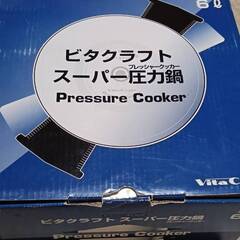 6ℓ
ビタクラフト
プレッシャークッカー
スーパー圧力鍋
Pressure Cooker
VitaC
ビタクラフト スーパー圧力鍋
6
Pressure Cooker